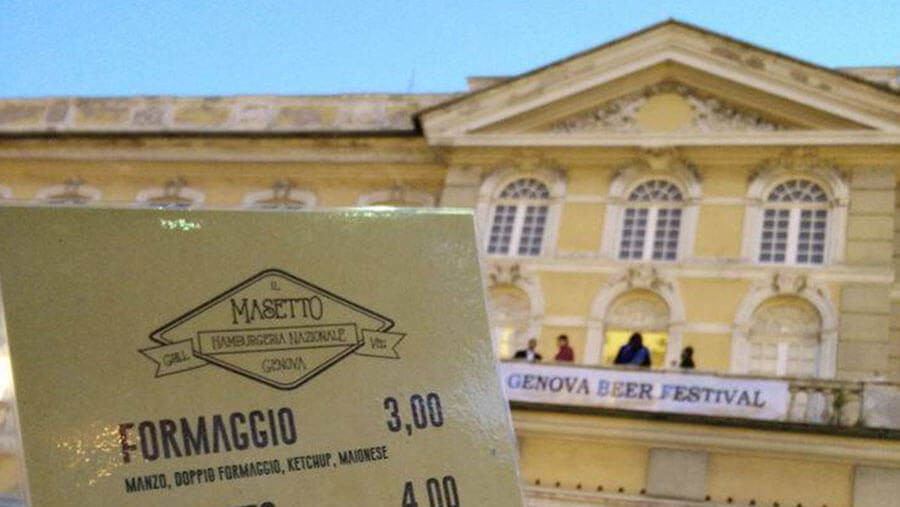 IL
MASETTO
HAMBURGERIA NAZIONALE
GRILL
VEG
GENOVA
FORMAGGIO 3,00
MANZO, DOPPIO FORMAGGIO, KETCHUP, MAIONESE
4,00
GENOVA BEER FESTIVAL